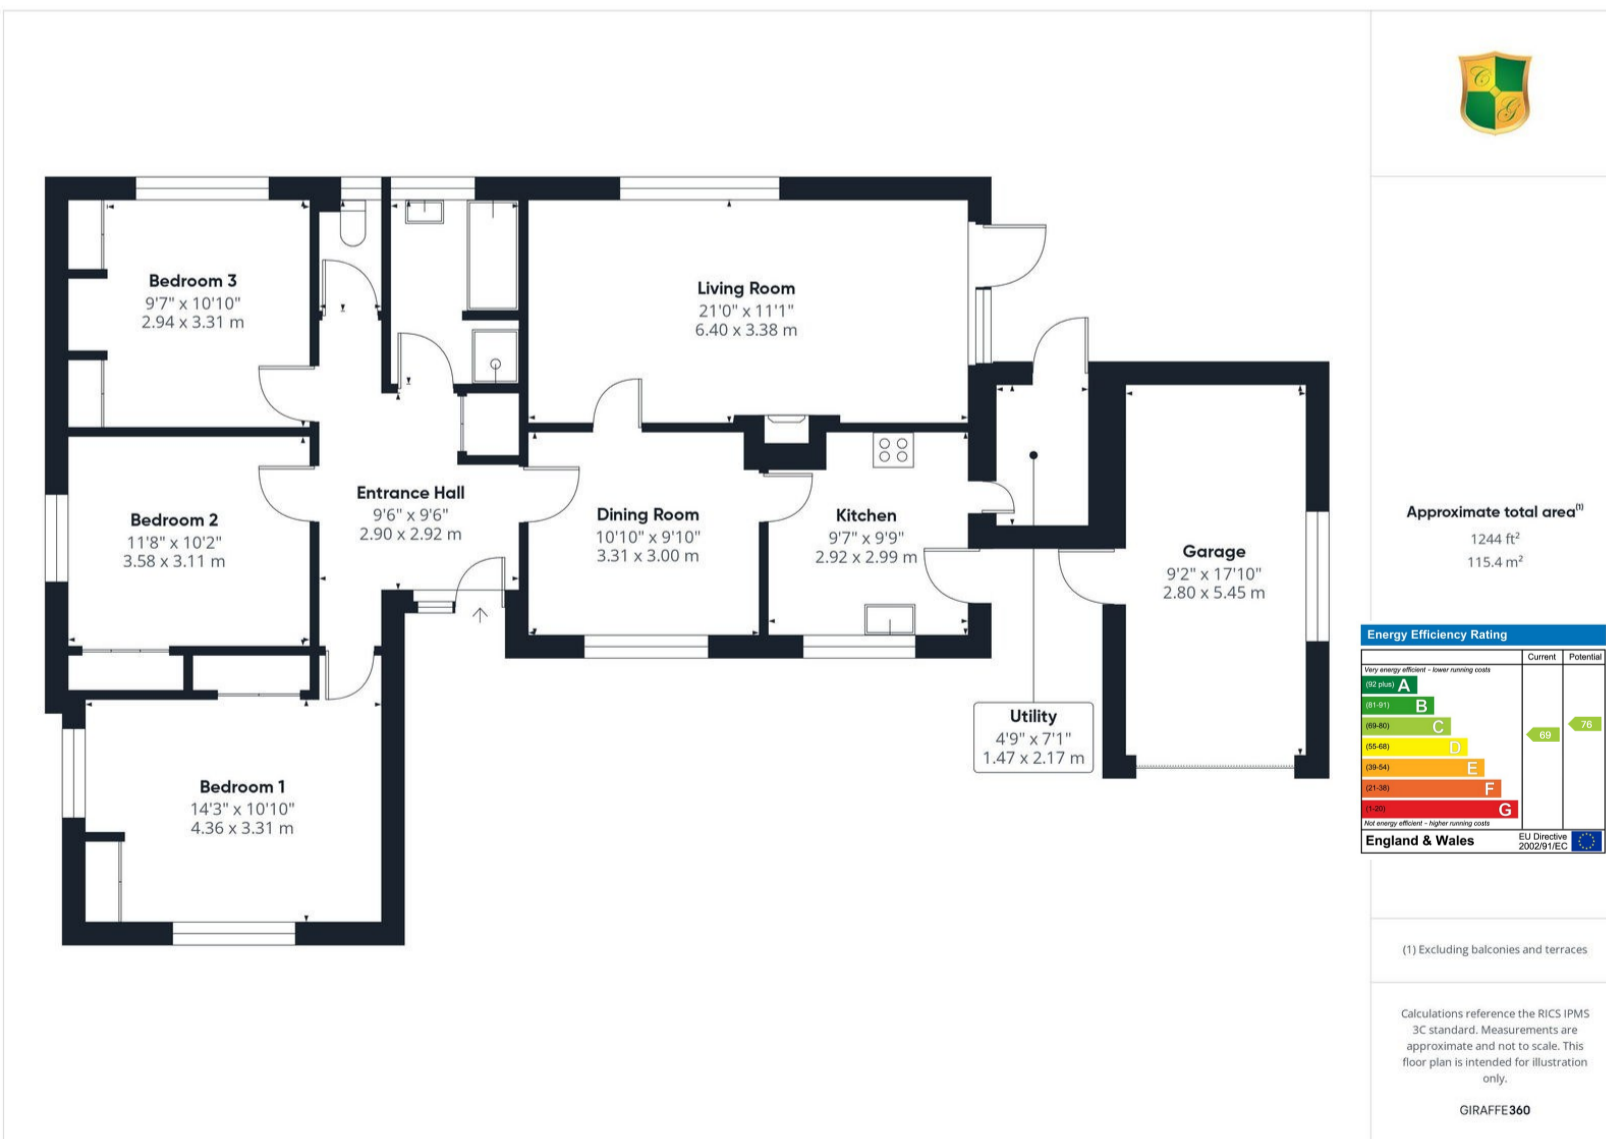 Bedroom 3
9'7" x 10'10"
2.94 x 3.31 m
Living Room
21'0" x 11'1"
6.40 x 3.38 m
Bedroom 2
11'8" x 10'2"
3.58 x 3.11 m
Entrance Hall
9'6" x 9'6"
2.90 x 2.92 m
Dining Room
10'10" x 9'10"
3.31 x 3.00 m
Kitchen
9'7" x 9'9"
2.92 x 2.99 m
Garage
9'2" x 17'10"
2.80 x 5.45 m
Utility
4'9" x 7'1"
1.47 x 2.17 m
Bedroom 1
14'3" x 10'10"
4.36 x 3.31 m
C
G
Approximate total area(1)
1244 ft²
115.4 m²
Energy Efficiency Rating
Current Potential
Very energy efficient - lower running costs
(92 plus) A
(81-91) B
(69-80) C
(55-68) D
(39-54) E
(21-38) F
(1-20) G
69
76
Not energy efficient - higher running costs
England & Wales
EU Directive
2002/91/EC
(1) Excluding balconies and terraces
Calculations reference the RICS IPMS
3C standard. Measurements are
approximate and not to scale. This
floor plan is intended for illustration
only.
GIRAFFE360